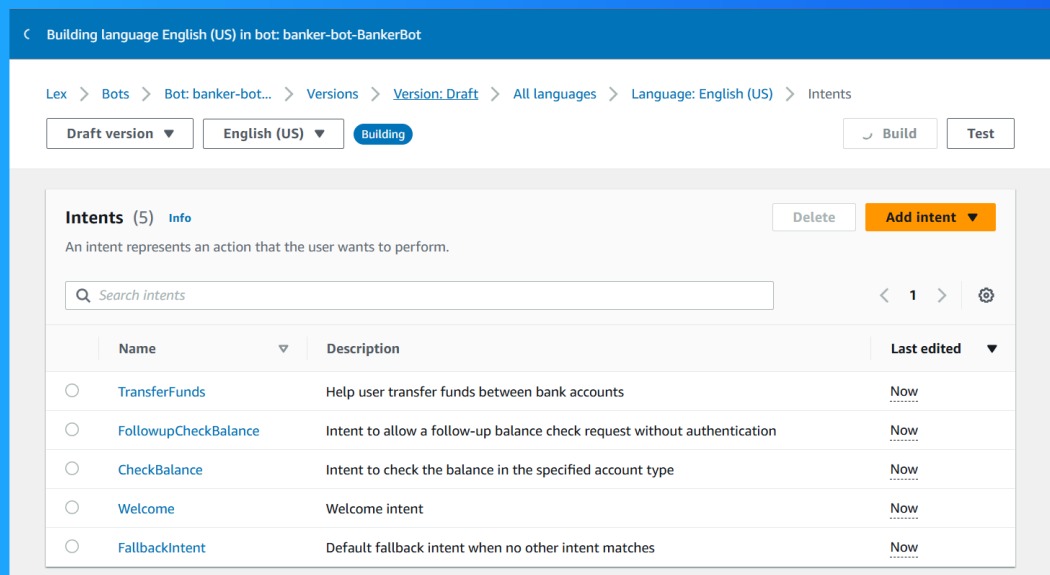 Building language English (US) in bot: banker-bot-BankerBot
Lex Bots Bot: banker-bot... Versions Version: Draft All languages Language: English (US) Intents
Draft version English (US) Building Build Test
Intents (5) Info Delete Add intent
An intent represents an action that the user wants to perform.
Search intents 1
Name Description Last edited
TransferFunds Help user transfer funds between bank accounts Now
FollowupCheckBalance Intent to allow a follow-up balance check request without authentication Now
CheckBalance Intent to check the balance in the specified account type Now
Welcome Welcome intent Now
FallbackIntent Default fallback intent when no other intent matches Now